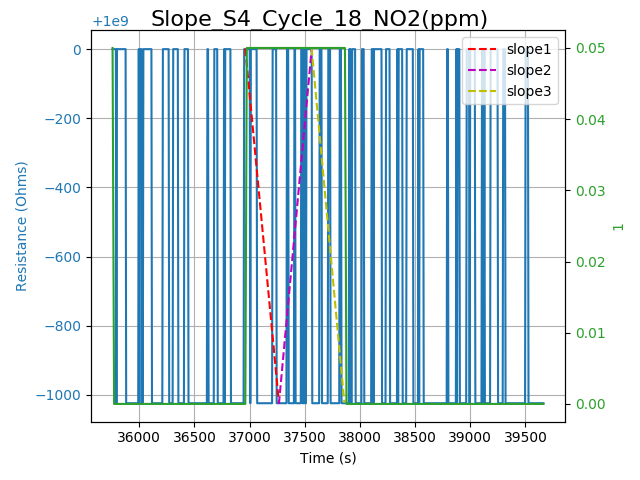 Slope_S4_Cycle_18_NO2(ppm)
+1e9
0
−200
−400
−600
−800
−1000
Resistance (Ohms)
36000 36500 37000 37500 38000 38500 39000 39500
Time (s)
0.05
0.04
0.03
0.02
0.01
0.00
1
slope1
slope2
slope3